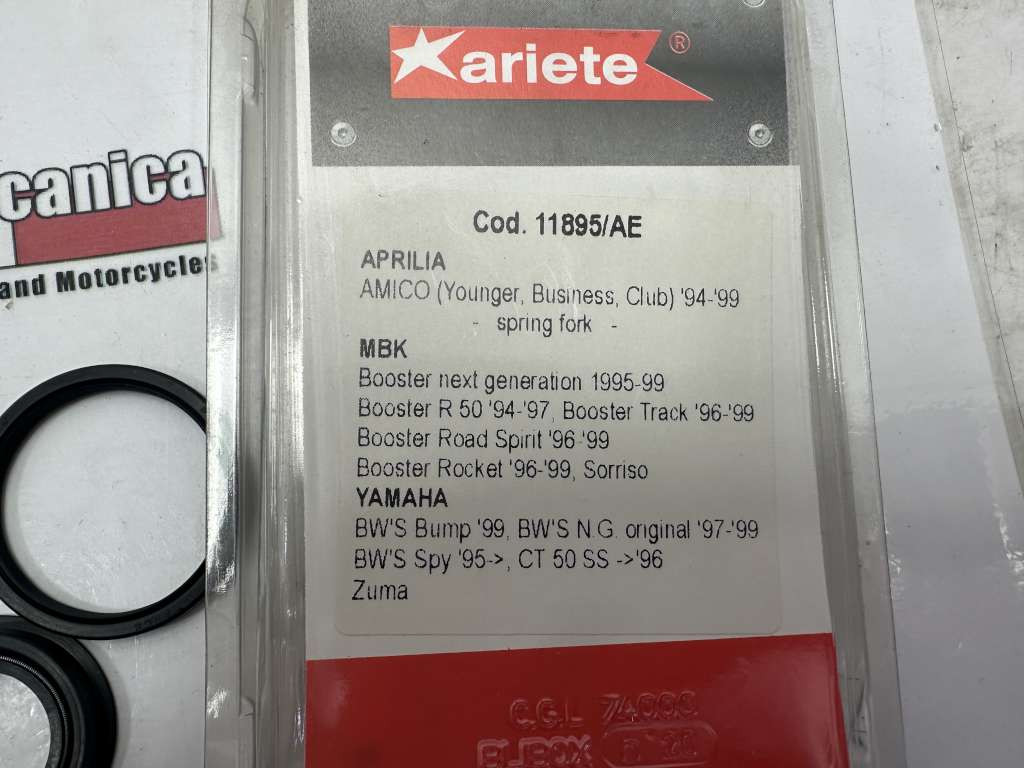 ariete®
canica
and Motorcycles
Cod. 11895/AE
APRILIA
AMICO (Younger, Business, Club) '94-'99
- spring fork -
MBK
Booster next generation 1995-99
Booster R 50 '94-'97, Booster Track '96-'99
Booster Road Spirit '96-'99
Booster Rocket '96-'99, Sorriso
YAMAHA
BW'S Bump '99, BW'S N.G. original '97-'99
BW'S Spy '95->, CT 50 SS ->'96
Zuma
C.G.L 74000